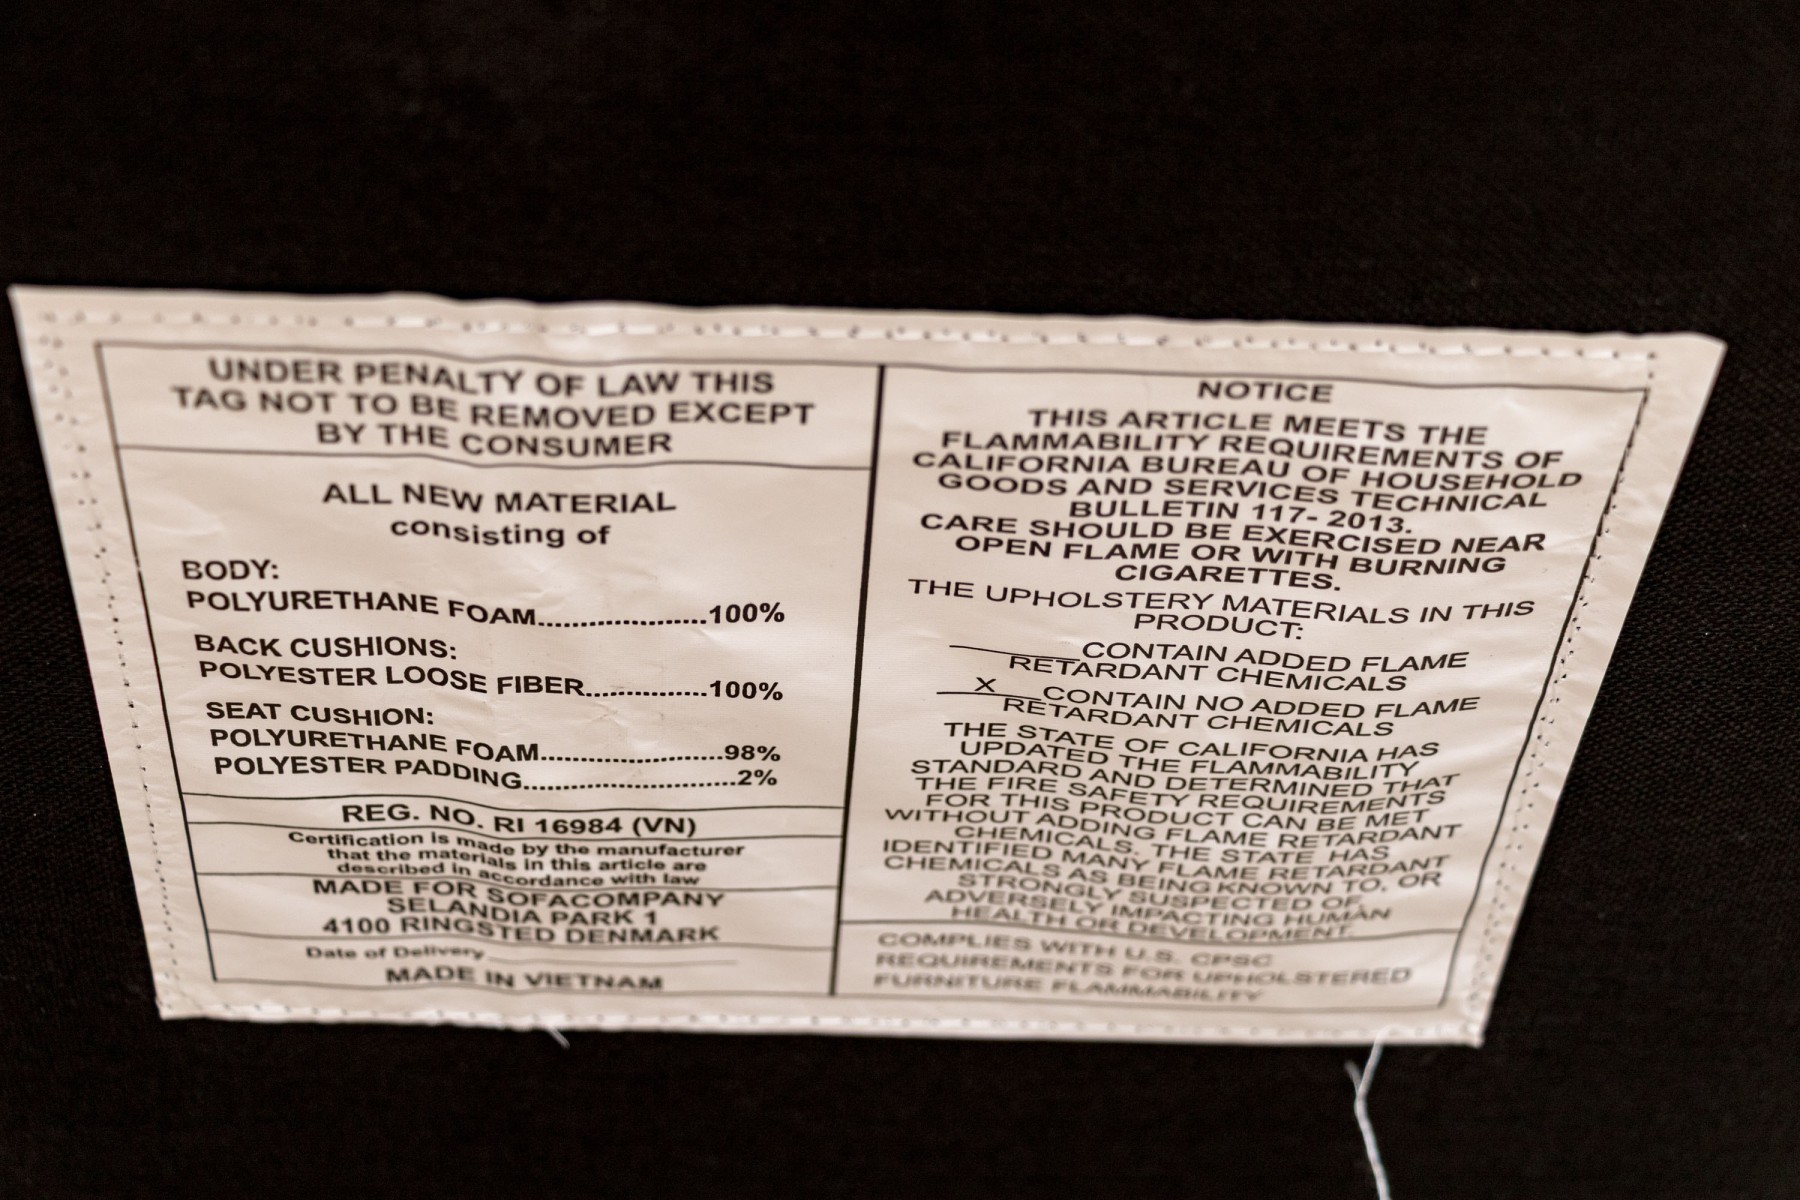 UNDER PENALTY OF LAW THIS
TAG NOT TO BE REMOVED EXCEPT
BY THE CONSUMER
ALL NEW MATERIAL
consisting of
BODY:
POLYURETHANE FOAM....................100%
BACK CUSHIONS:
POLYESTER LOOSE FIBER...............100%
SEAT CUSHION:
POLYURETHANE FOAM......................98%
POLYESTER PADDING.........................2%
REG. NO. RI 16984 (VN)
Certification is made by the manufacturer
that the materials in this article are
described in accordance with law
MADE FOR SOFACOMPANY
SELANDIA PARK 1
4100 RINGSTED DENMARK
Date of Delivery
MADE IN VIETNAM
NOTICE
THIS ARTICLE MEETS THE
FLAMMABILITY REQUIREMENTS OF
CALIFORNIA BUREAU OF HOUSEHOLD
GOODS AND SERVICES TECHNICAL
BULLETIN 117- 2013.
CARE SHOULD BE EXERCISED NEAR
OPEN FLAME OR WITH BURNING
CIGARETTES.
THE UPHOLSTERY MATERIALS IN THIS
PRODUCT:
________CONTAIN ADDED FLAME
RETARDANT CHEMICALS
___X___CONTAIN NO ADDED FLAME
RETARDANT CHEMICALS
THE STATE OF CALIFORNIA HAS
UPDATED THE FLAMMABILITY
STANDARD AND DETERMINED THAT
THE FIRE SAFETY REQUIREMENTS
FOR THIS PRODUCT CAN BE MET
WITHOUT ADDING FLAME RETARDANT
CHEMICALS. THE STATE HAS
IDENTIFIED MANY FLAME RETARDANT
CHEMICALS AS BEING KNOWN TO, OR
STRONGLY SUSPECTED OF,
ADVERSELY IMPACTING HUMAN
HEALTH OR DEVELOPMENT.
COMPLIES WITH U.S. CPSC
REQUIREMENTS FOR UPHOLSTERED
FURNITURE FLAMMABILITY